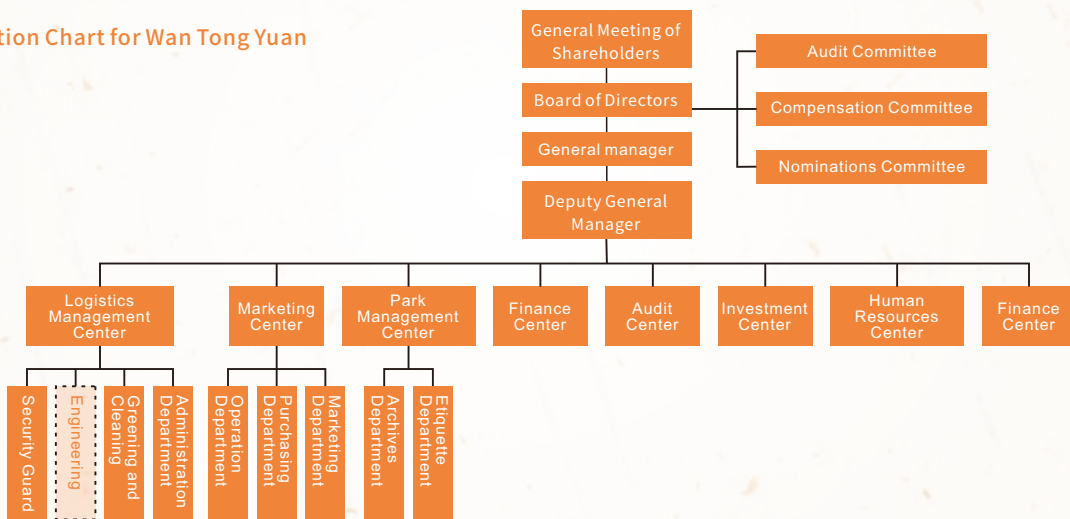 tion Chart for Wan Tong Yuan
General Meeting of
Shareholders
Board of Directors
General manager
Deputy General
Manager
Audit Committee
Compensation Committee
Nominations Committee
Logistics
Management
Center
Marketing
Center
Park
Management
Center
Finance
Center
Audit
Center
Investment
Center
Human
Resources
Center
Finance
Center
Security Guard
Engineering
Greening and
Cleaning
Administration
Department
Operation
Department
Purchasing
Department
Marketing
Department
Archives
Department
Etiquette
Department